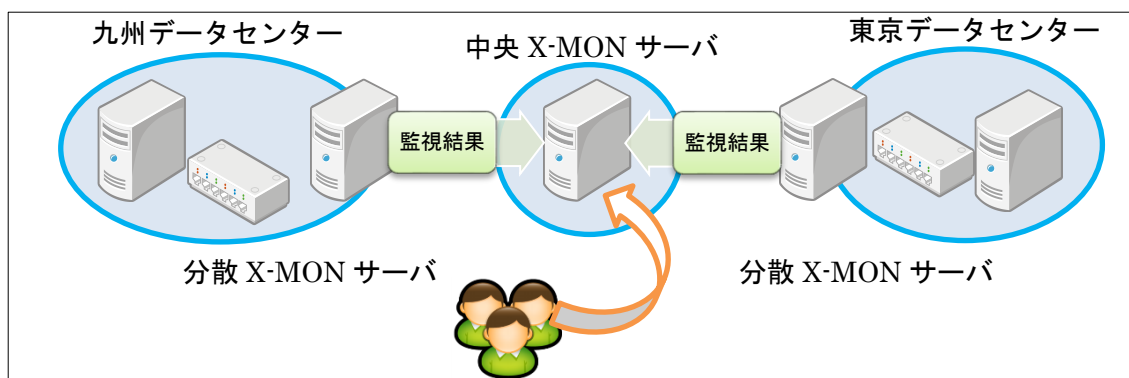 九州データセンター
中央 X-MON サーバ
東京データセンター
監視結果
監視結果
分散 X-MON サーバ
分散 X-MON サーバ